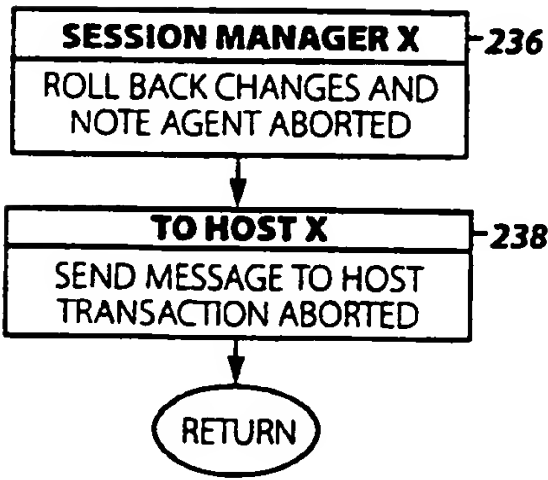 SESSION MANAGER X
236
ROLL BACK CHANGES AND
NOTE AGENT ABORTED
TO HOST X
238
SEND MESSAGE TO HOST
TRANSACTION ABORTED
RETURN